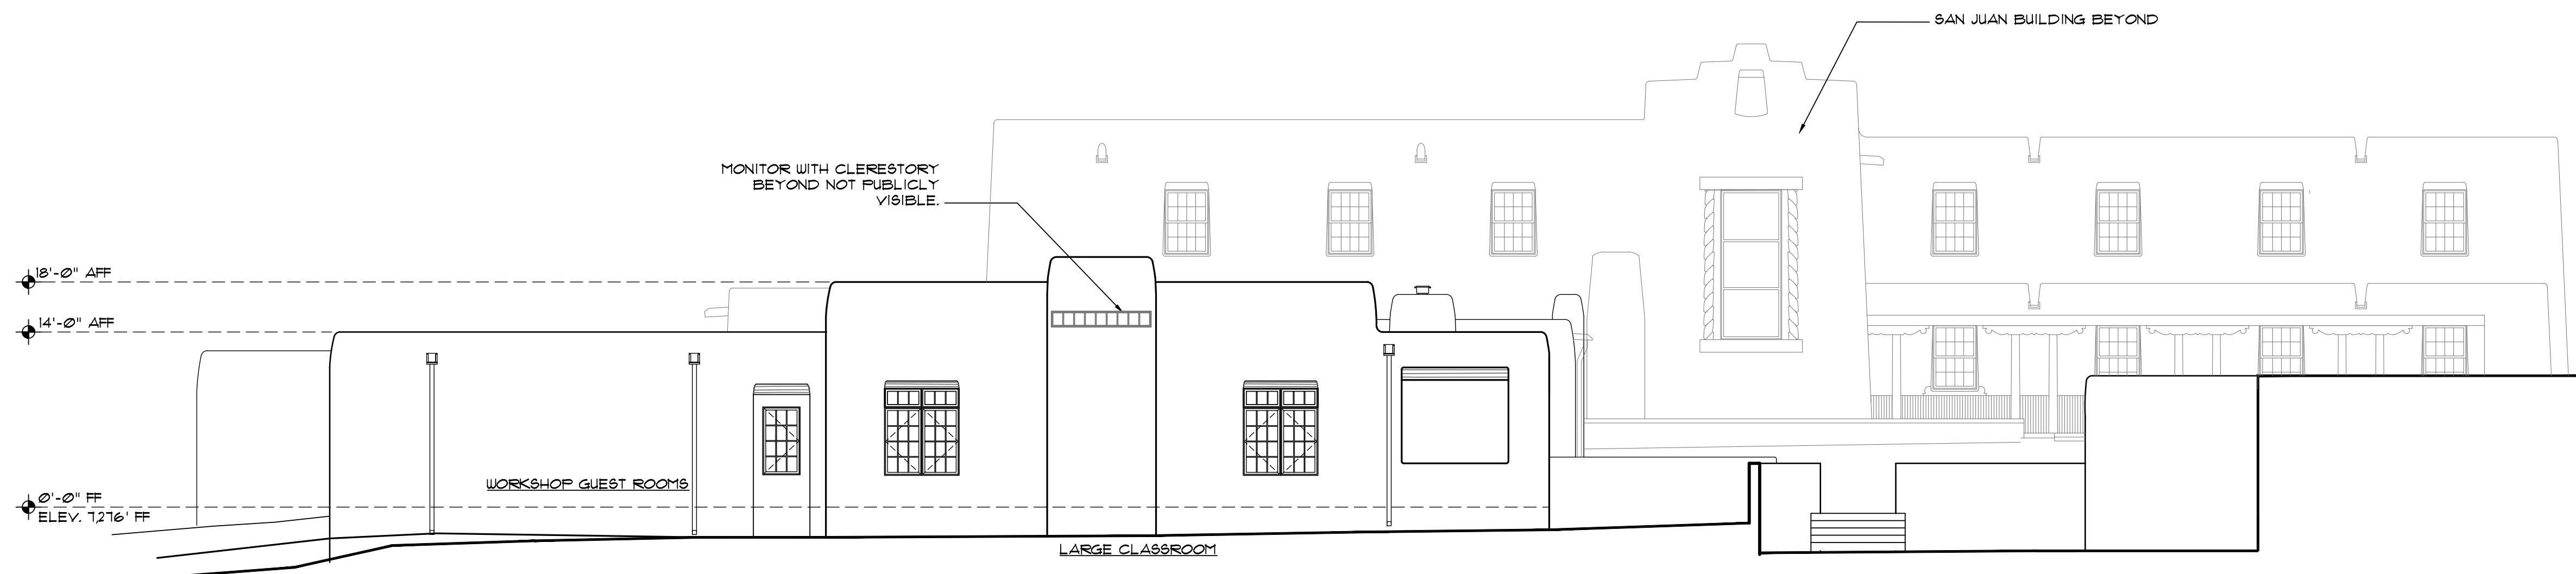 SAN JUAN BUILDING BEYOND
MONITOR WITH CLERESTORY
BEYOND NOT PUBLICLY
VISIBLE.
18'-0" AFF
14'-0" AFF
WORKSHOP GUEST ROOMS
0'-0" FF
ELEV. 7,276' FF
LARGE CLASSROOM